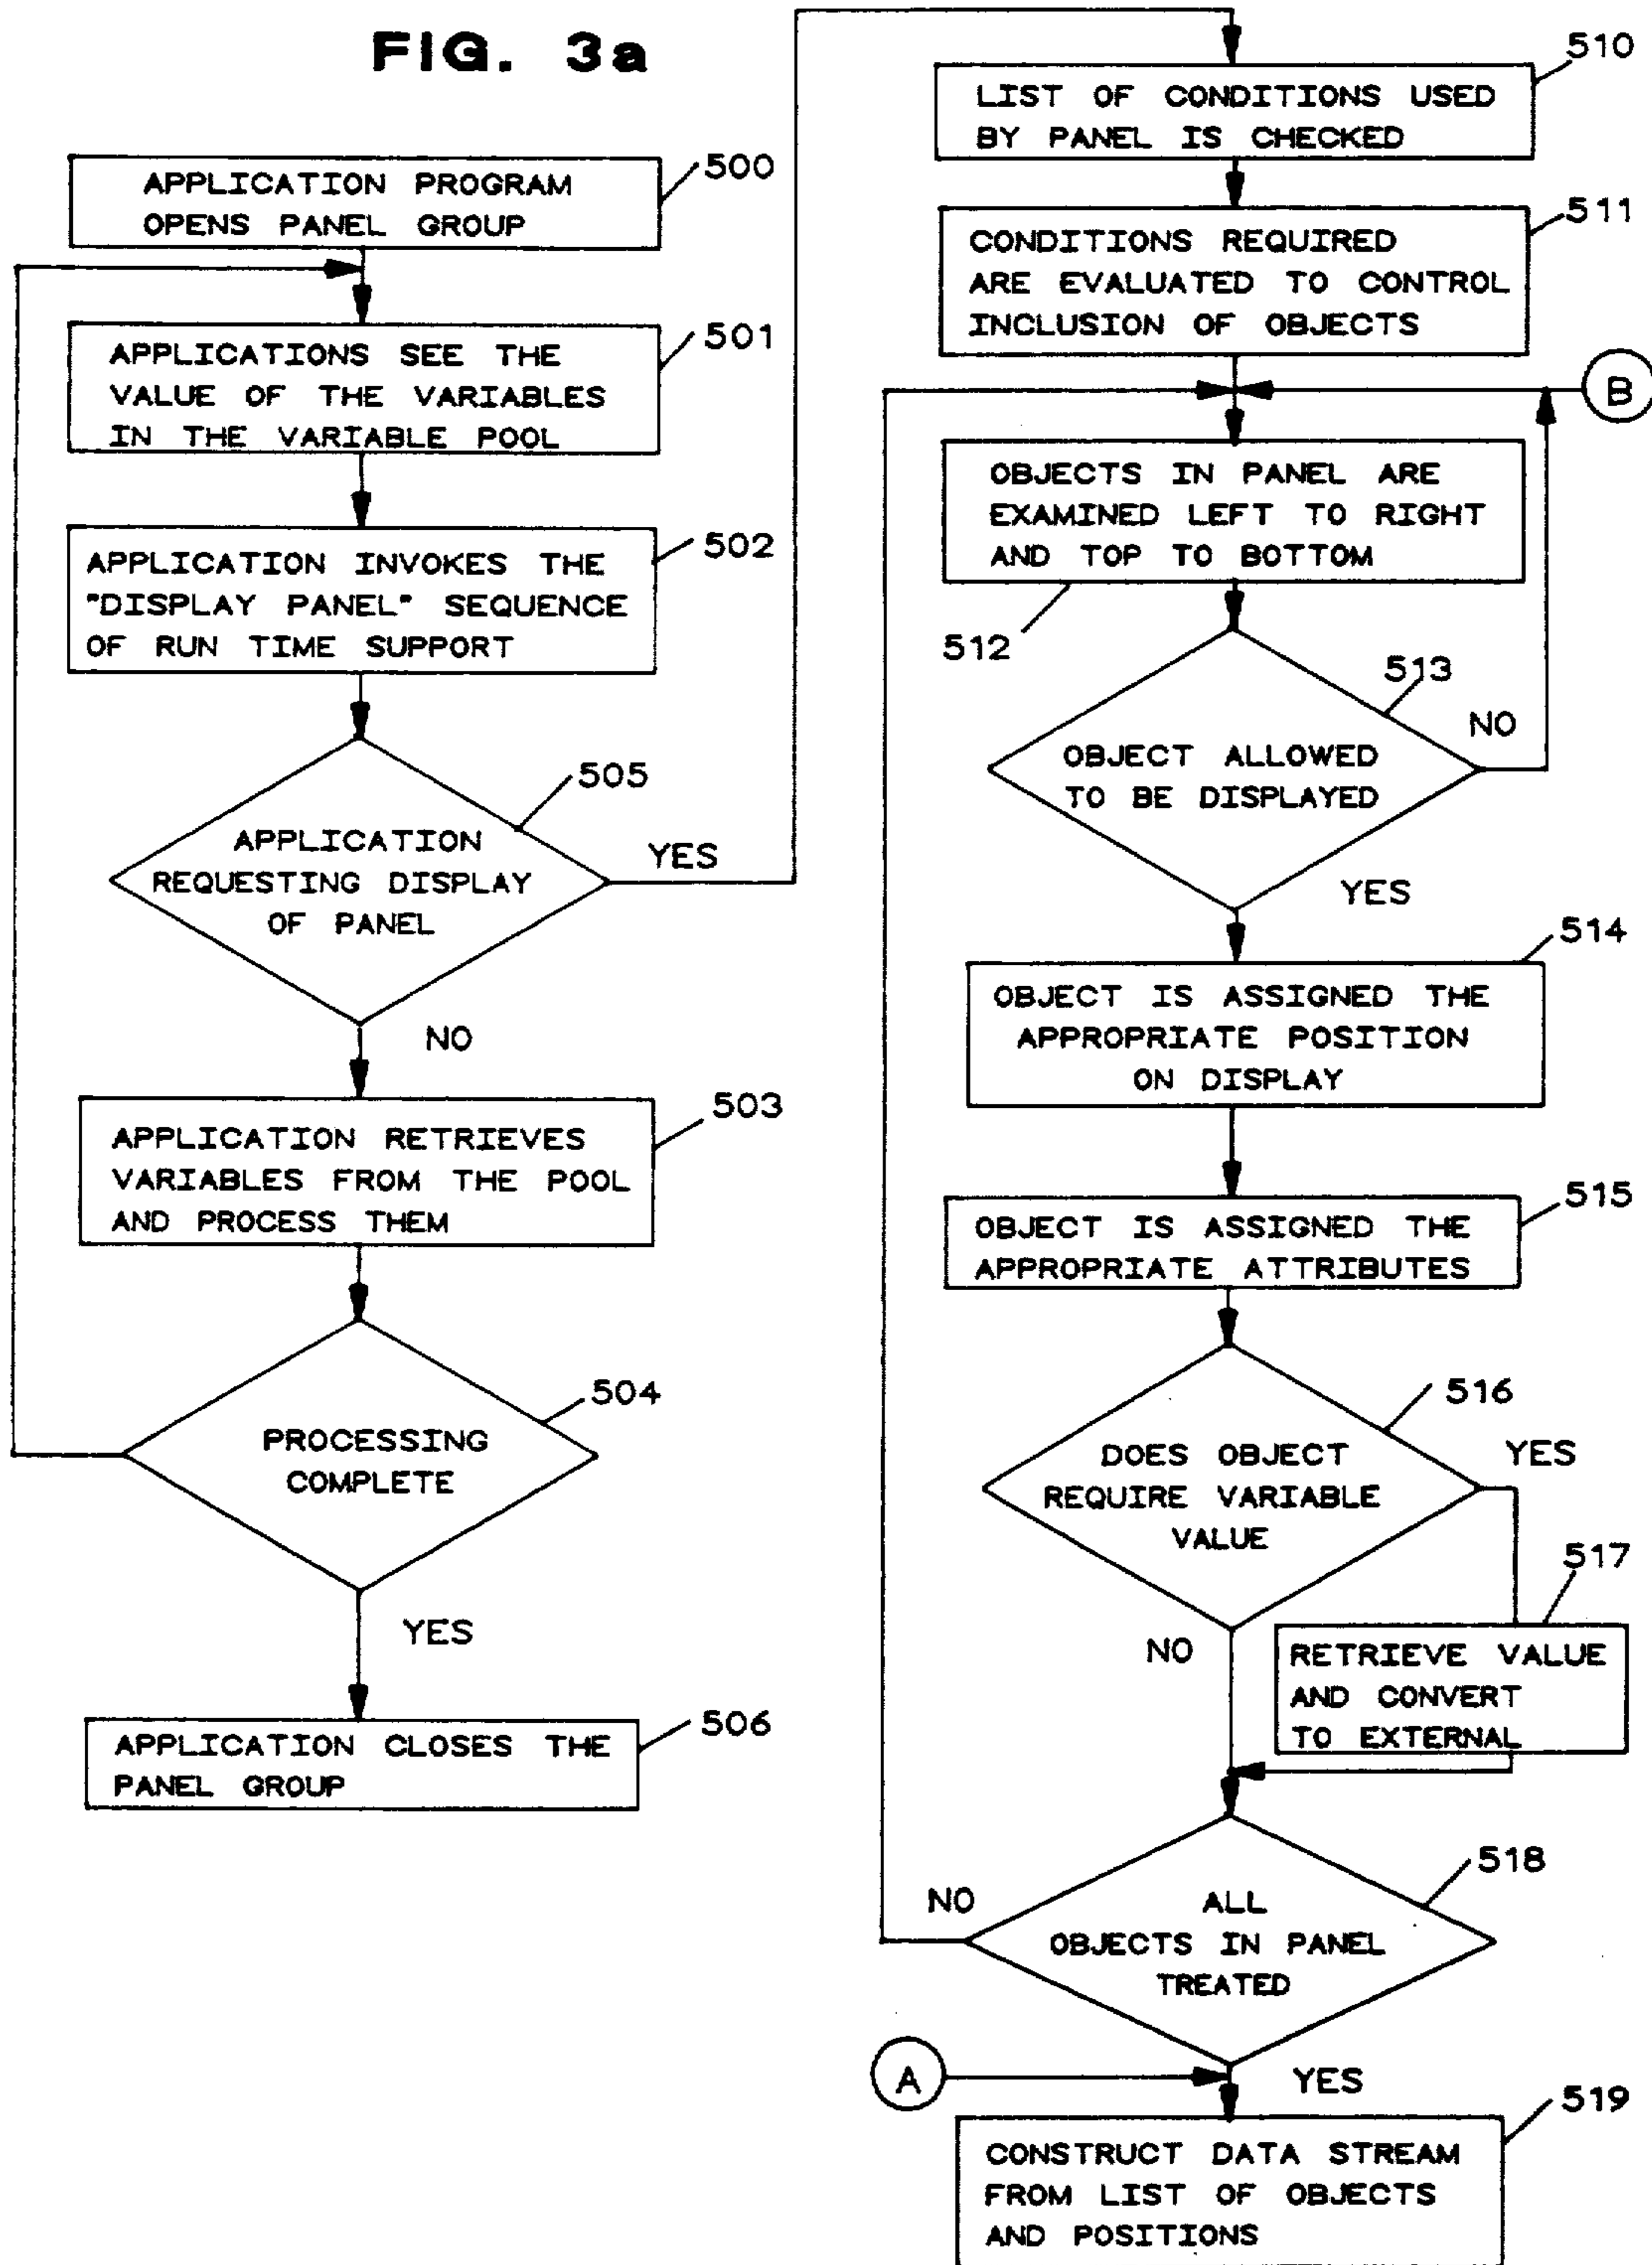 FIG. 3a
APPLICATION PROGRAM
OPENS PANEL GROUP
500
APPLICATIONS SEE THE
VALUE OF THE VARIABLES
IN THE VARIABLE POOL
501
APPLICATION INVOKES THE
"DISPLAY PANEL" SEQUENCE
OF RUN TIME SUPPORT
502
505
APPLICATION
REQUESTING DISPLAY
OF PANEL
YES
NO
503
APPLICATION RETRIEVES
VARIABLES FROM THE POOL
AND PROCESS THEM
504
PROCESSING
COMPLETE
YES
506
APPLICATION CLOSES THE
PANEL GROUP
510
LIST OF CONDITIONS USED
BY PANEL IS CHECKED
511
CONDITIONS REQUIRED
ARE EVALUATED TO CONTROL
INCLUSION OF OBJECTS
B
OBJECTS IN PANEL ARE
EXAMINED LEFT TO RIGHT
AND TOP TO BOTTOM
512
513
NO
OBJECT ALLOWED
TO BE DISPLAYED
YES
514
OBJECT IS ASSIGNED THE
APPROPRIATE POSITION
ON DISPLAY
515
OBJECT IS ASSIGNED THE
APPROPRIATE ATTRIBUTES
516
YES
DOES OBJECT
REQUIRE VARIABLE
VALUE
517
NO
RETRIEVE VALUE
AND CONVERT
TO EXTERNAL
518
NO
ALL
OBJECTS IN PANEL
TREATED
A
YES
519
CONSTRUCT DATA STREAM
FROM LIST OF OBJECTS
AND POSITIONS